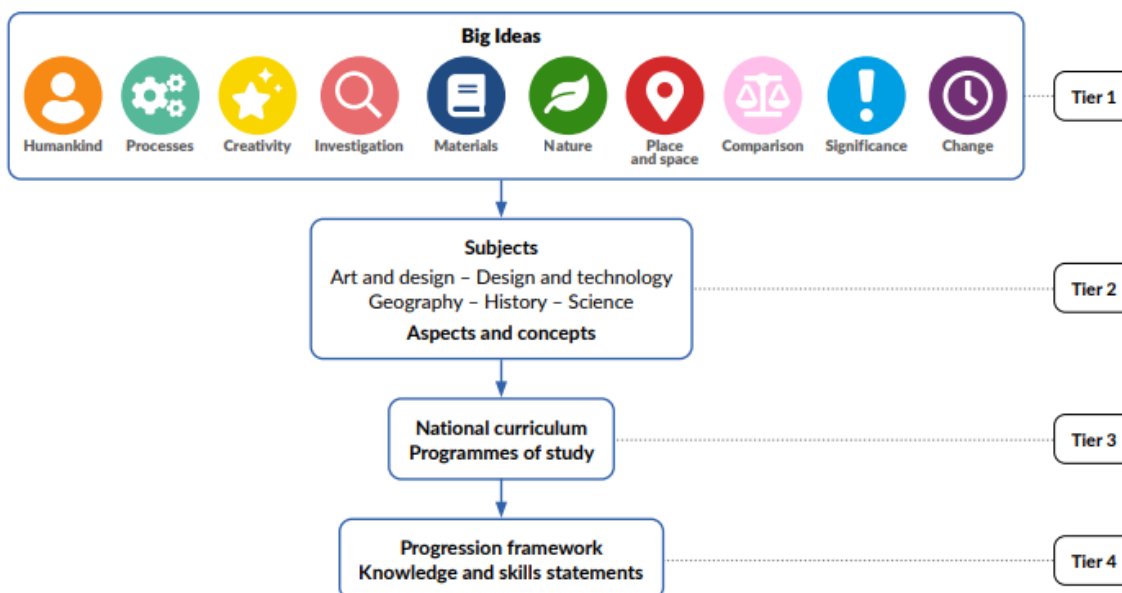 Big Ideas
Humankind
Processes
Creativity
Investigation
Materials
Nature
Place
and space
Comparison
Significance
Change
Tier 1
Subjects
Art and design – Design and technology
Geography – History – Science
Aspects and concepts
Tier 2
National curriculum
Programmes of study
Tier 3
Progression framework
Knowledge and skills statements
Tier 4